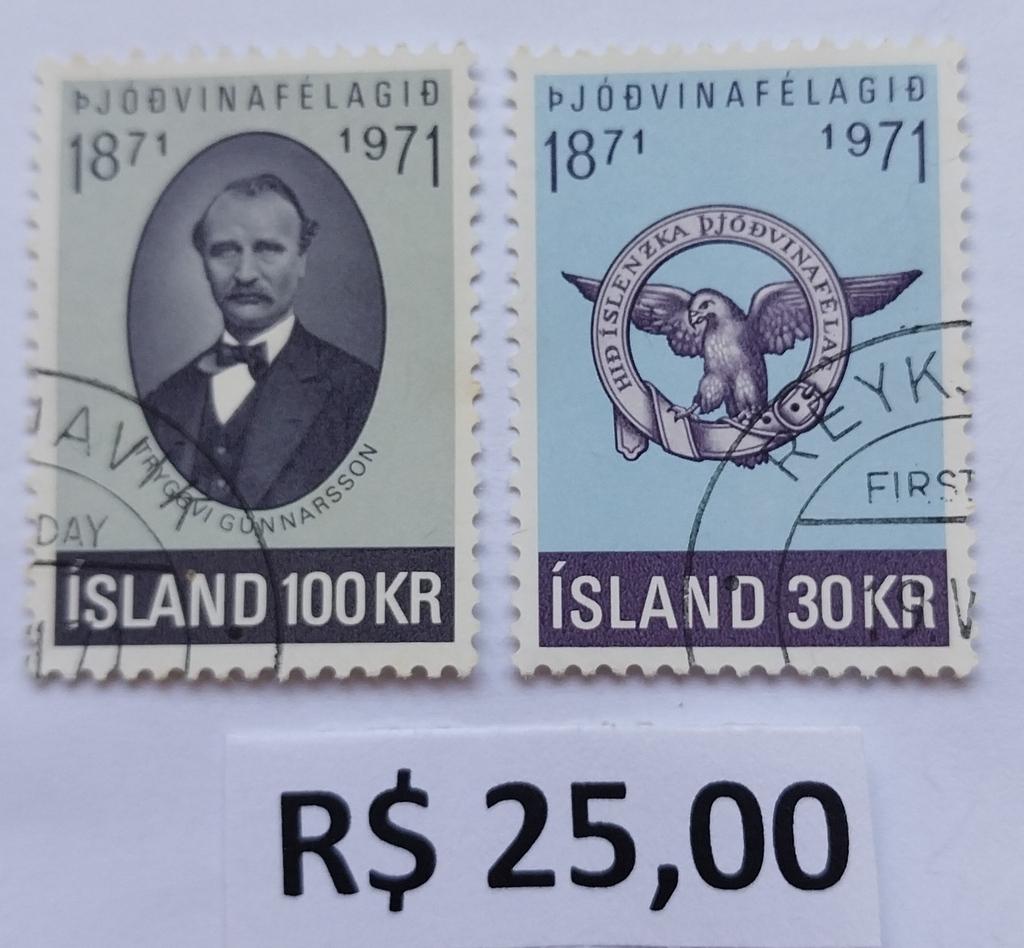 ÞJÓÐVINAFÉLAGIÐ
1871 1971
TRYGGVI GUNNARSSON
DAY
ÍSLAND 100KR
ÞJÓÐVINAFÉLAGIÐ
1871 1971
HIÐ ÍSLENZKA ÞJÓÐVINAFÉLAG
REYK
FIRST
ÍSLAND 30KR
R$ 25,00